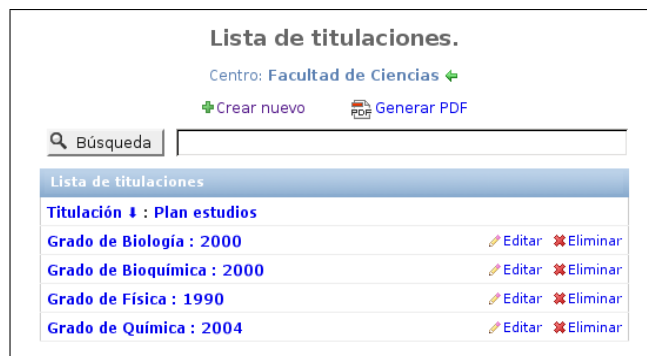 Lista de titulaciones.
Centro: Facultad de Ciencias
Crear nuevo PDF Generar PDF
Búsqueda
Lista de titulaciones
Titulación : Plan estudios
Grado de Biología : 2000 Editar Eliminar
Grado de Bioquímica : 2000 Editar Eliminar
Grado de Física : 1990 Editar Eliminar
Grado de Química : 2004 Editar Eliminar